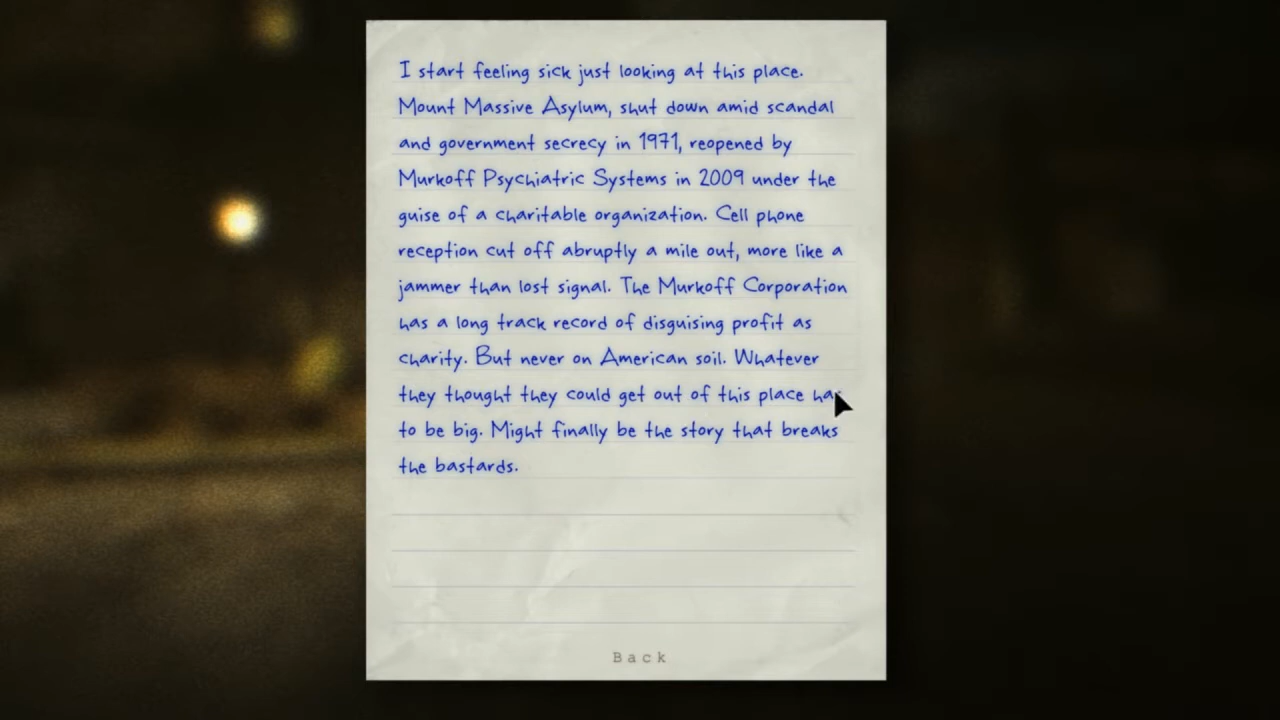 I start feeling sick just looking at this place.
Mount Massive Asylum, shut down amid scandal
and government secrecy in 1971, reopened by
Murkoff Psychiatric Systems in 2009 under the
guise of a charitable organization. Cell phone
reception cut off abruptly a mile out, more like a
jammer than lost signal. The Murkoff Corporation
has a long track record of disguising profit as
charity. But never on American soil. Whatever
they thought they could get out of this place
to be big. Might finally be the story that breaks
the bastards.
Back